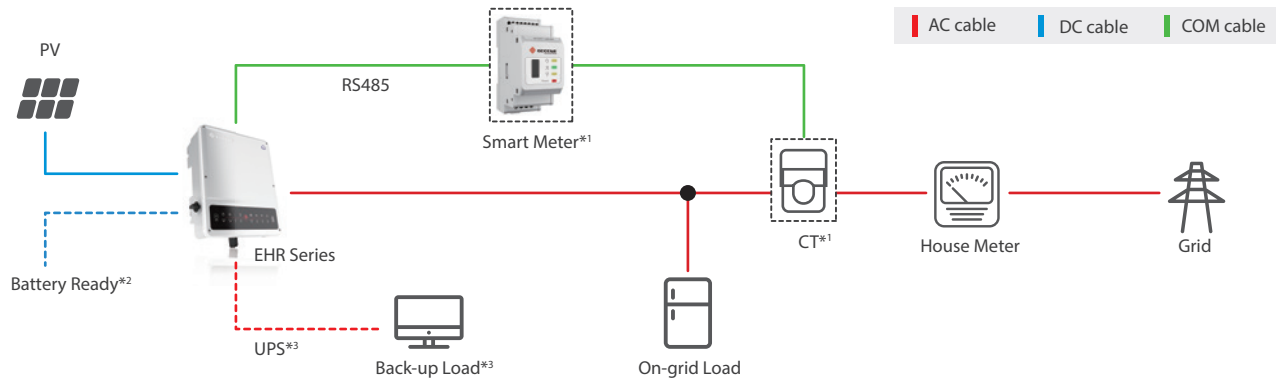 AC cable
DC cable
COM cable
PV
RS485
Smart Meter*1
EHR Series
CT*1
House Meter
Grid
Battery Ready*2
UPS*3
Back-up Load*3
On-grid Load